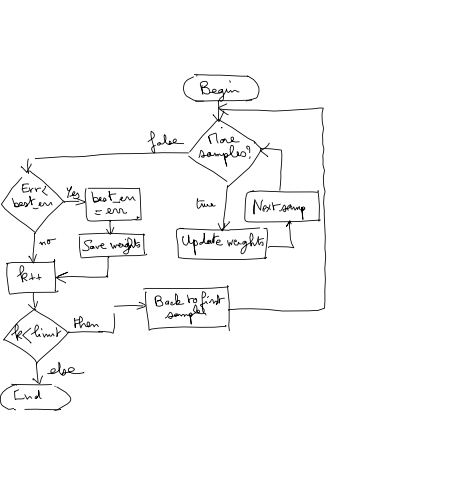 Begin
More
samples?
false
true
Next samp
Update weights
Err<
best_err
Yes
best_err
= err
no
Save weights
k++
k<limit
then
Back to first
sample
else
End